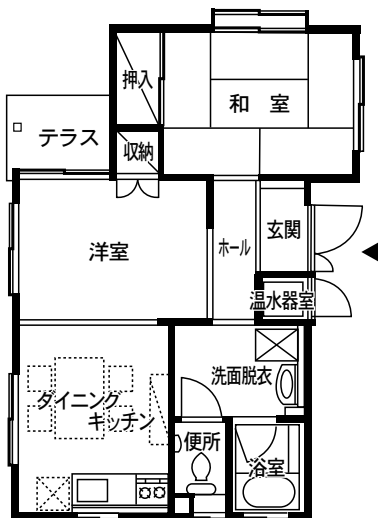 押入
和 室
テラス
収納
洋室
ホール
玄関
温水器室
洗面脱衣
ダイニング
キッチン
便所
浴室